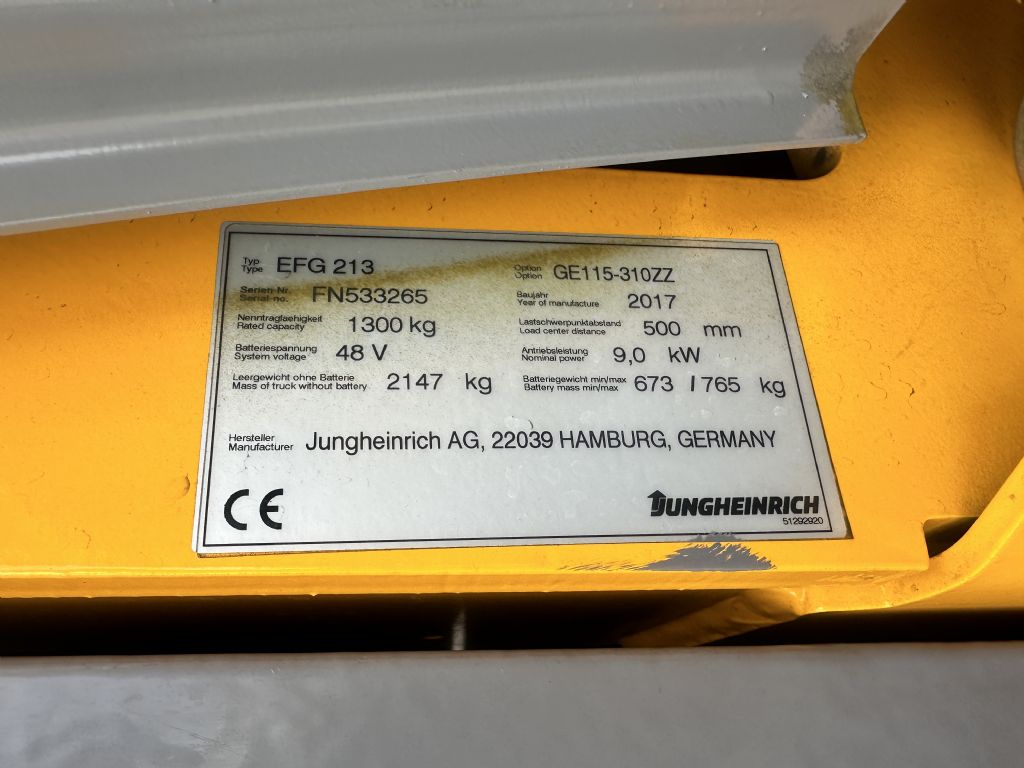 Typ
Type EFG 213
Option
Option GE115-310ZZ
Serien-Nr.
Serial-no. FN533265
Baujahr
Year of manufacture 2017
Nenntragfaehigkeit
Rated capacity 1300 kg
Lastschwerpunktabstand
Load center distance 500 mm
Batteriespannung
System voltage 48 V
Antriebsleistung
Nominal power 9,0 kW
Leergewicht ohne Batterie
Mass of truck without battery 2147 kg
Batteriegewicht min/max
Battery mass min/max 673 / 765 kg
Hersteller
Manufacturer Jungheinrich AG, 22039 HAMBURG, GERMANY
CE
JUNGHEINRICH
51292920